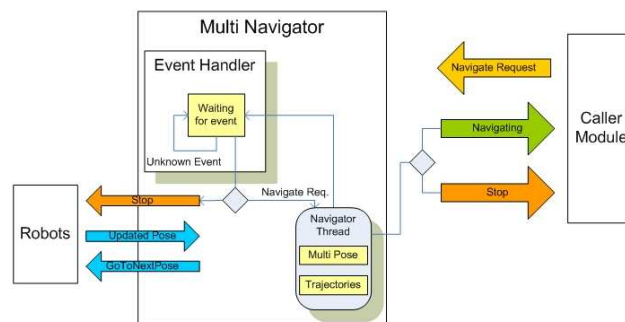 Multi Navigator
Event Handler
Waiting
for event
Unknown Event
Navigate Req.
Navigator
Thread
Multi Pose
Trajectories
Robots
Stop
Updated Pose
GoToNextPose
Navigate Request
Navigating
Stop
Caller
Module